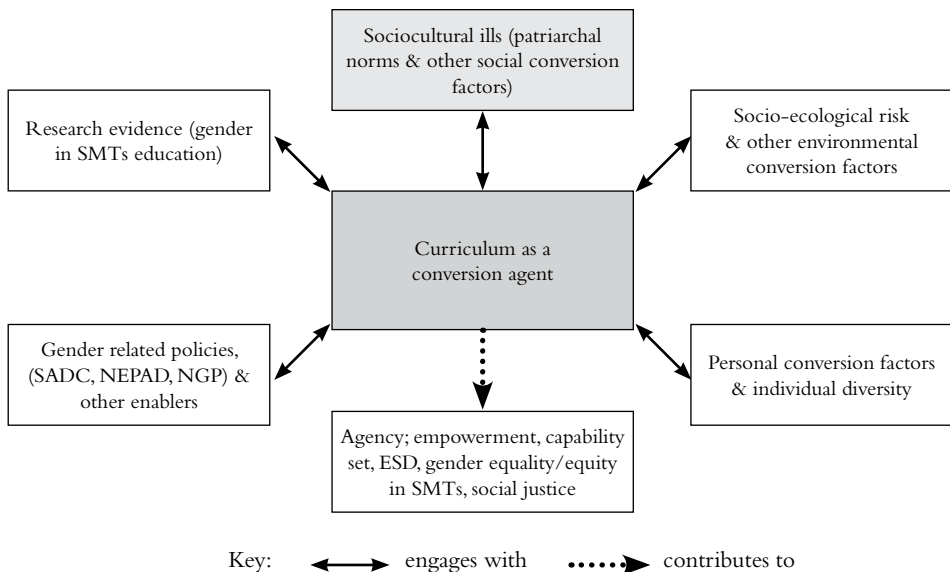 Sociocultural ills (patriarchal
norms & other social conversion
factors)
Research evidence (gender
in SMTs education)
Socio-ecological risk
& other environmental
conversion factors
Curriculum as a
conversion agent
Gender related policies,
(SADC, NEPAD, NGP) &
other enablers
Personal conversion factors
& individual diversity
Agency; empowerment, capability
set, ESD, gender equality/equity
in SMTs, social justice
Key: engages with contributes to